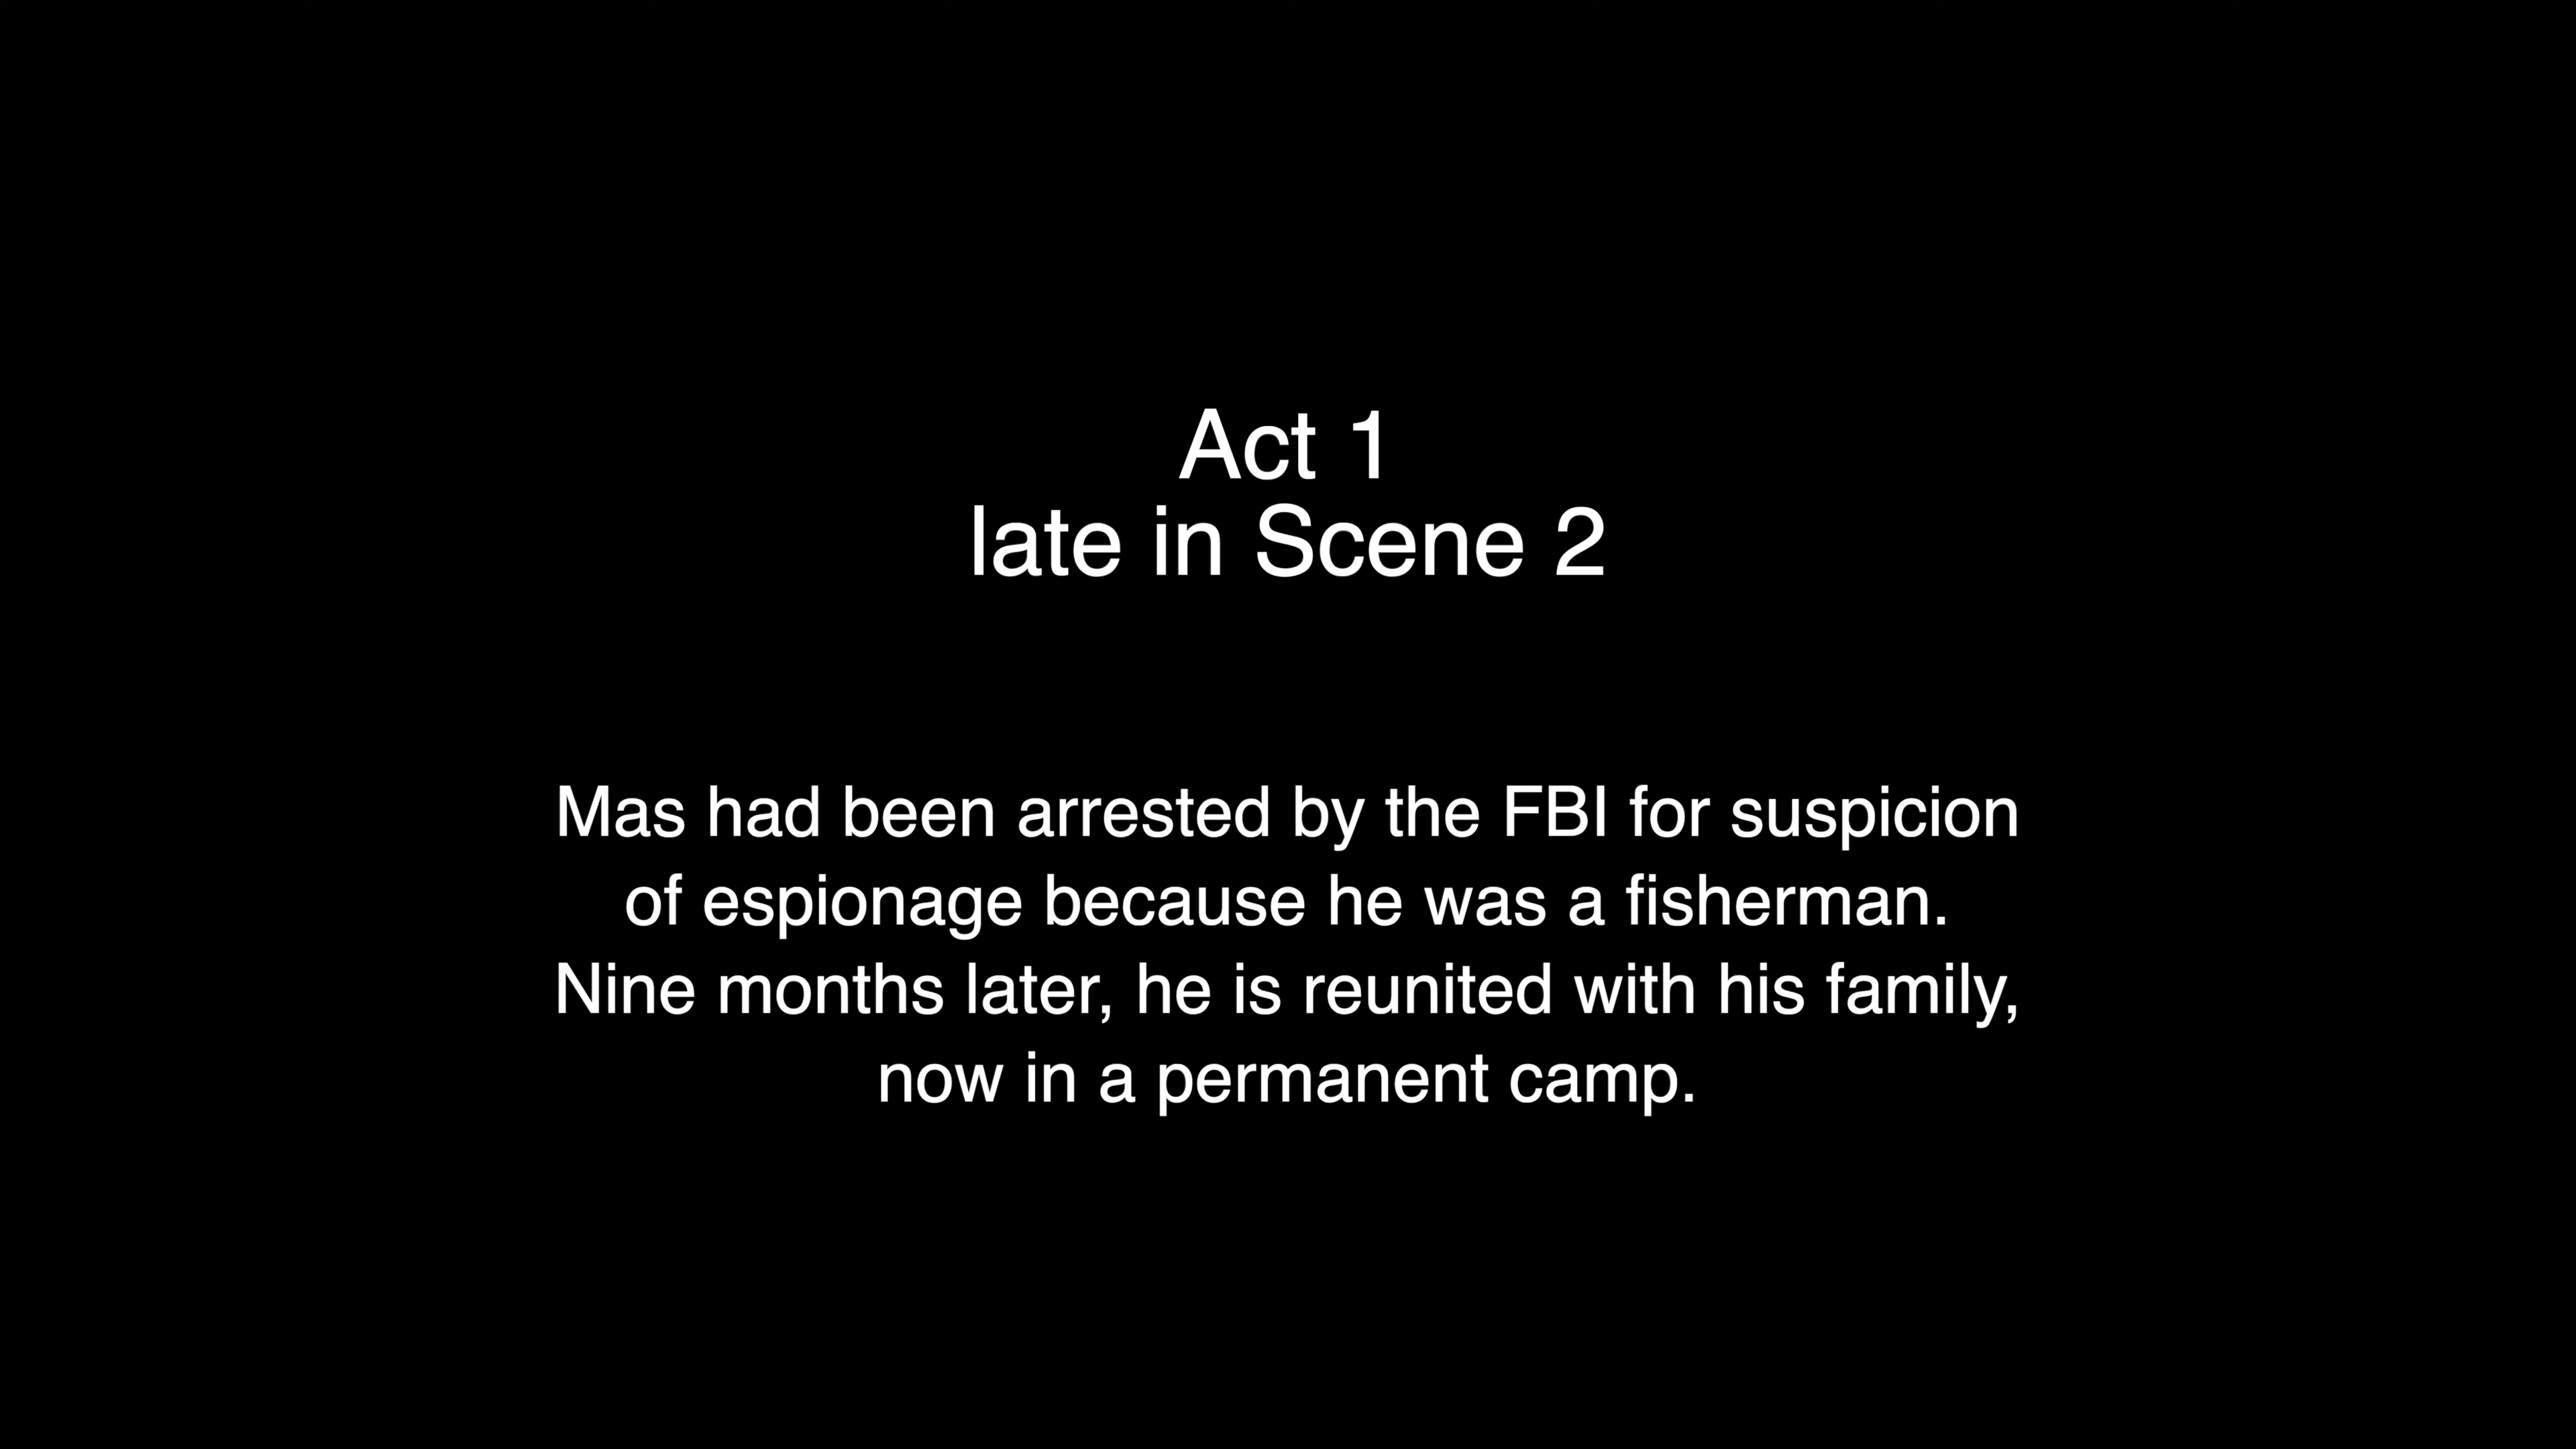 Act 1
late in Scene 2
Mas had been arrested by the FBI for suspicion
of espionage because he was a fisherman.
Nine months later, he is reunited with his family,
now in a permanent camp.